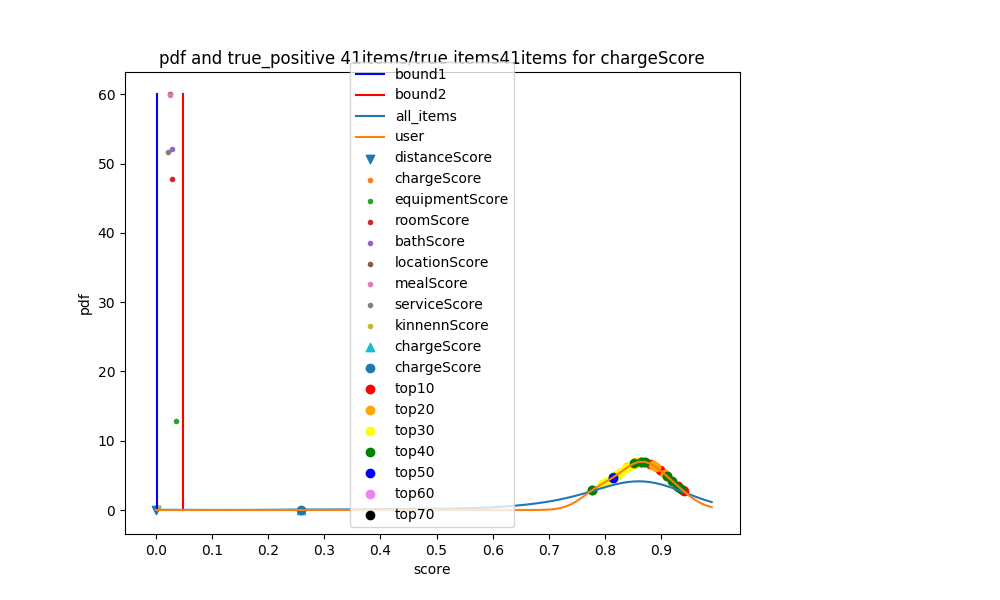 pdf and true_positive 41items/true items41items for chargeScore
bound1
bound2
all_items
user
distanceScore
chargeScore
equipmentScore
roomScore
bathScore
locationScore
mealScore
serviceScore
kinnennScore
chargeScore
chargeScore
top10
top20
top30
top40
top50
top60
top70
60
50
40
30
20
10
0
pdf
0.0 0.1 0.2 0.3 0.4 0.5 0.6 0.7 0.8 0.9
score